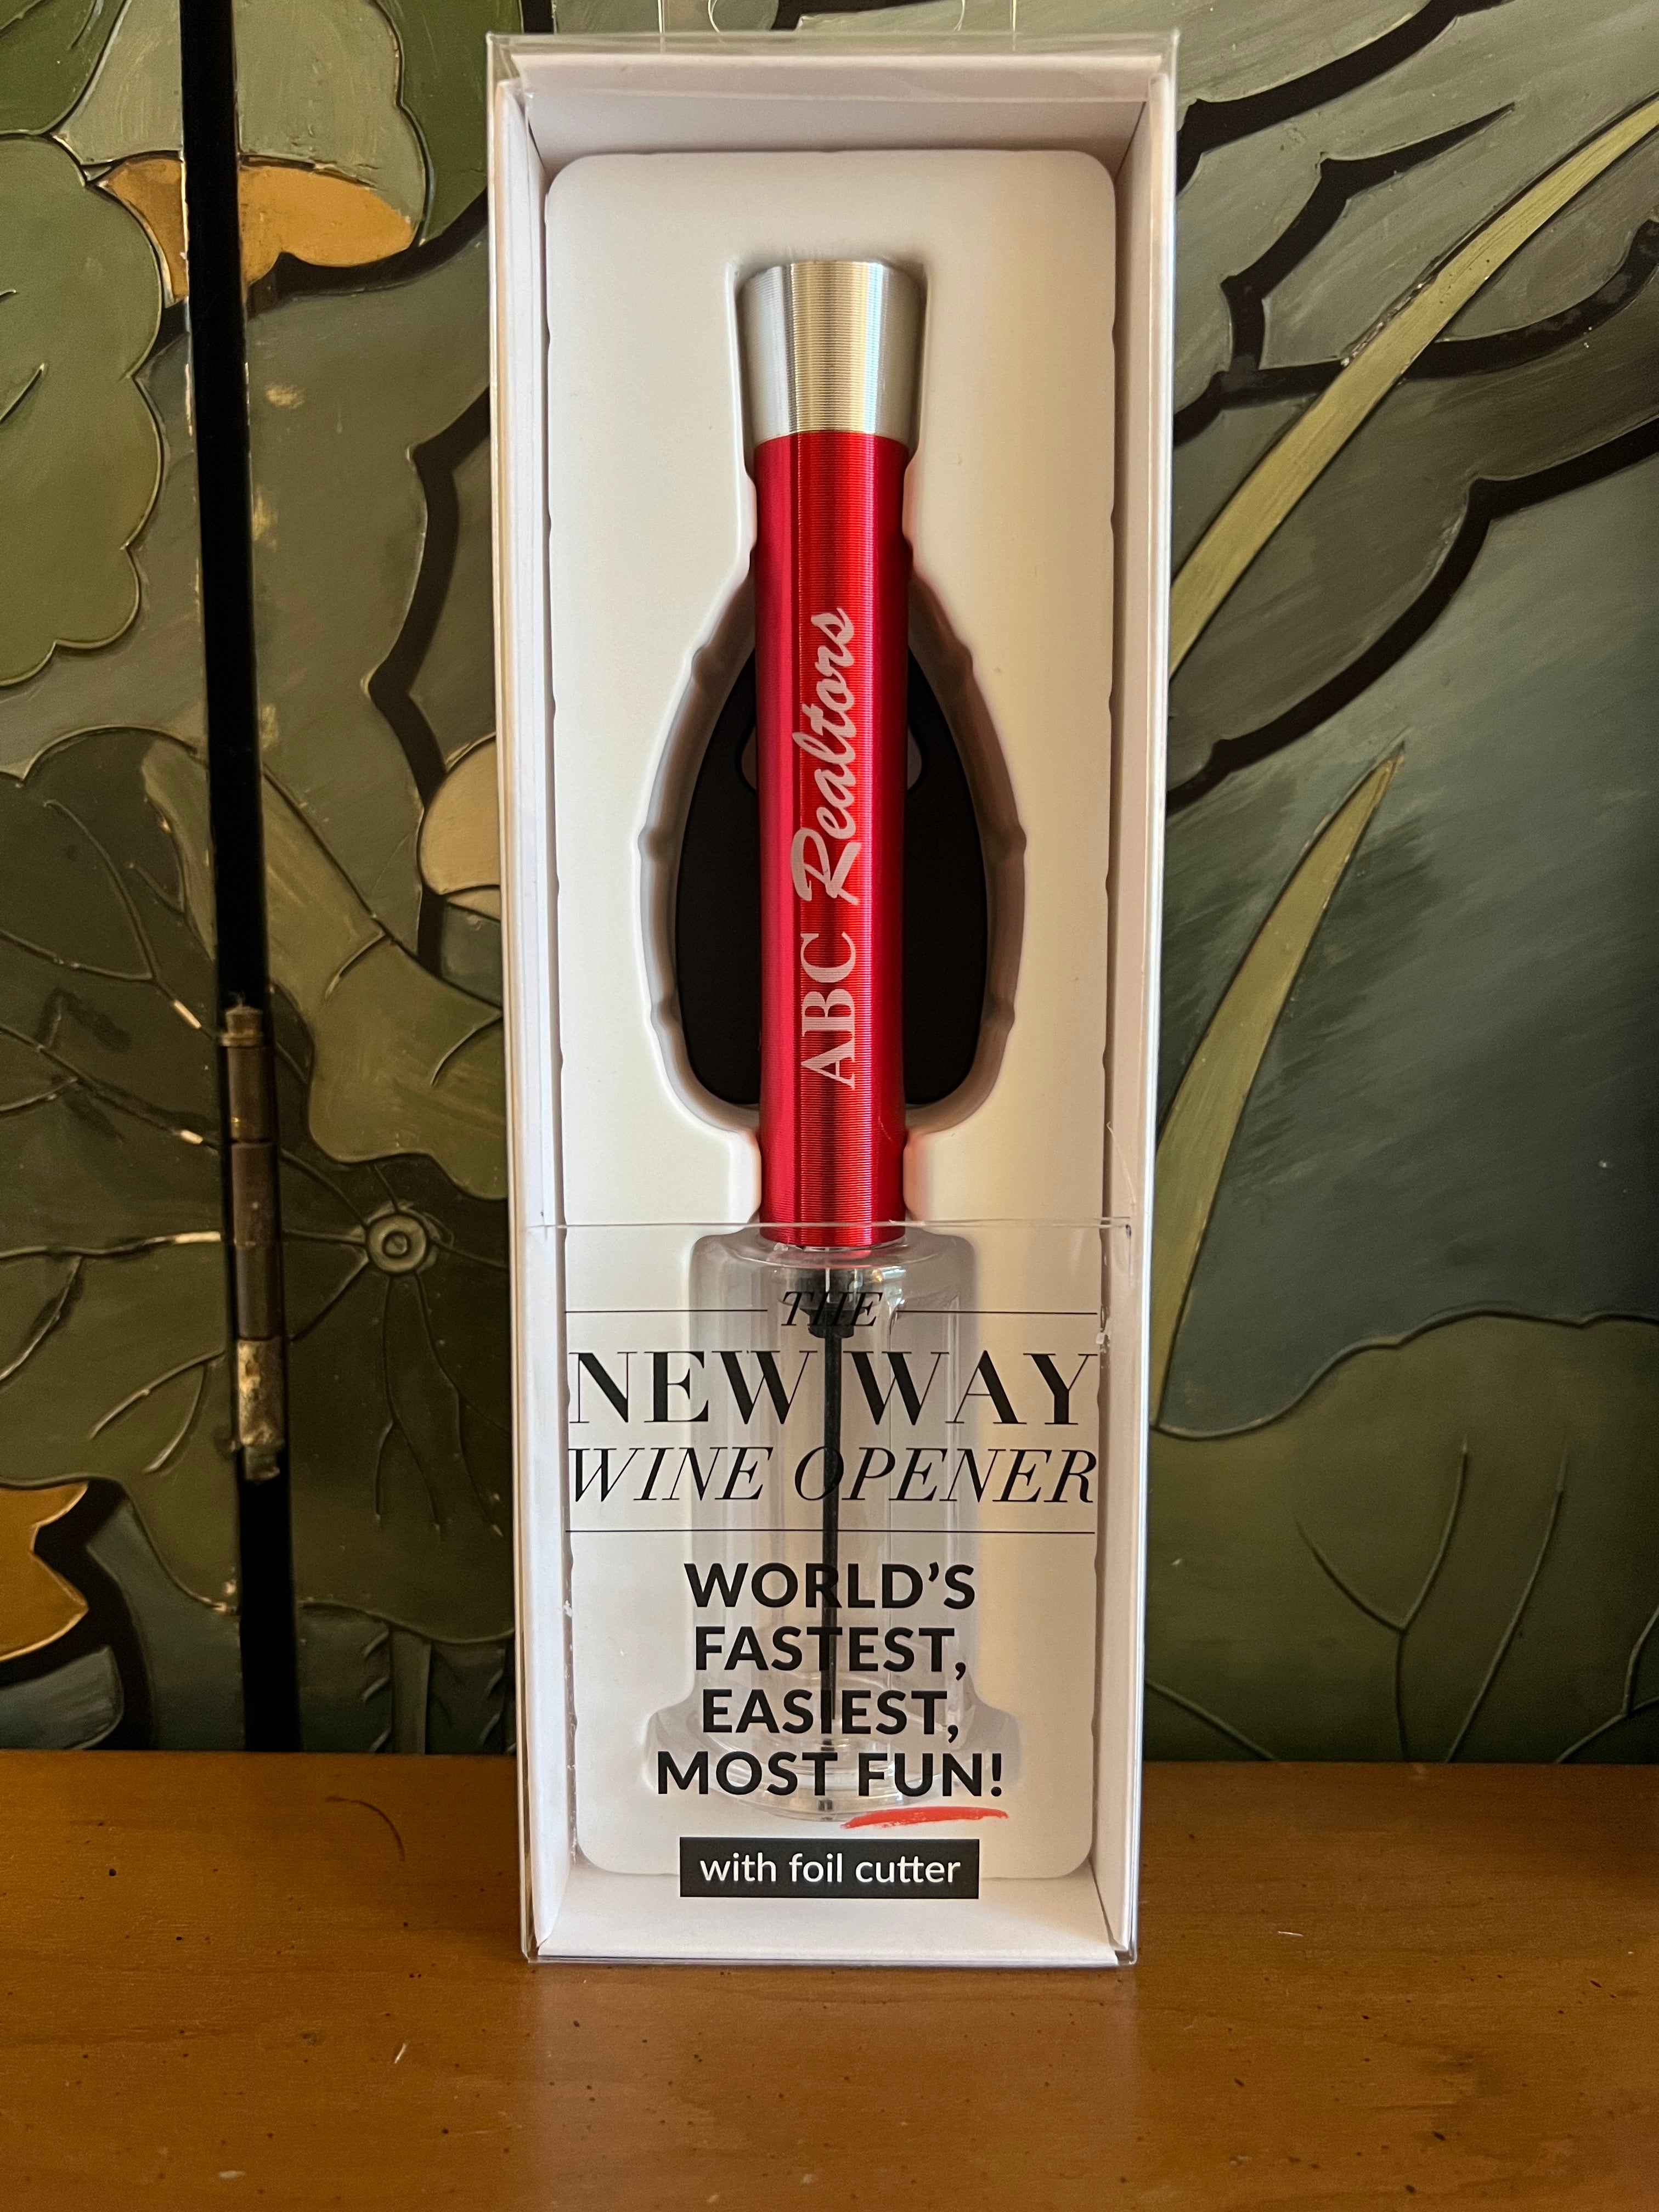 ABC Realtors
THE
NEW WAY
WINE OPENER
WORLD’S
FASTEST,
EASIEST,
MOST FUN!
with foil cutter